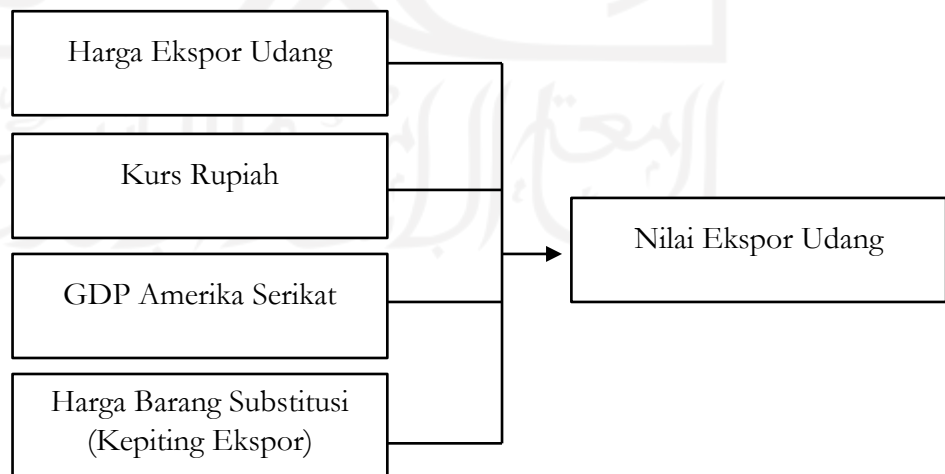 Harga Ekspor Udang
Kurs Rupiah
Nilai Ekspor Udang
GDP Amerika Serikat
Harga Barang Substitusi
(Kepiting Ekspor)